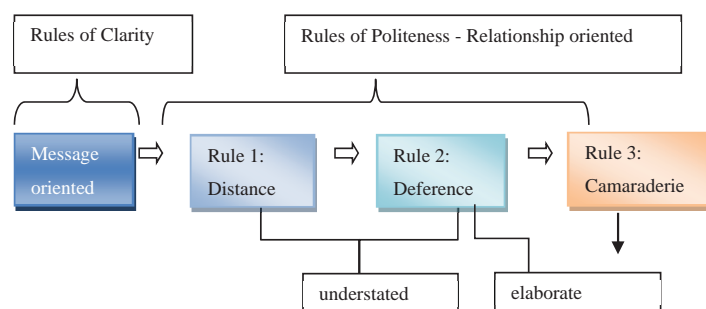 Rules of Clarity
Rules of Politeness - Relationship oriented
Message
oriented
Rule 1:
Distance
Rule 2:
Deference
Rule 3:
Camaraderie
understated
elaborate